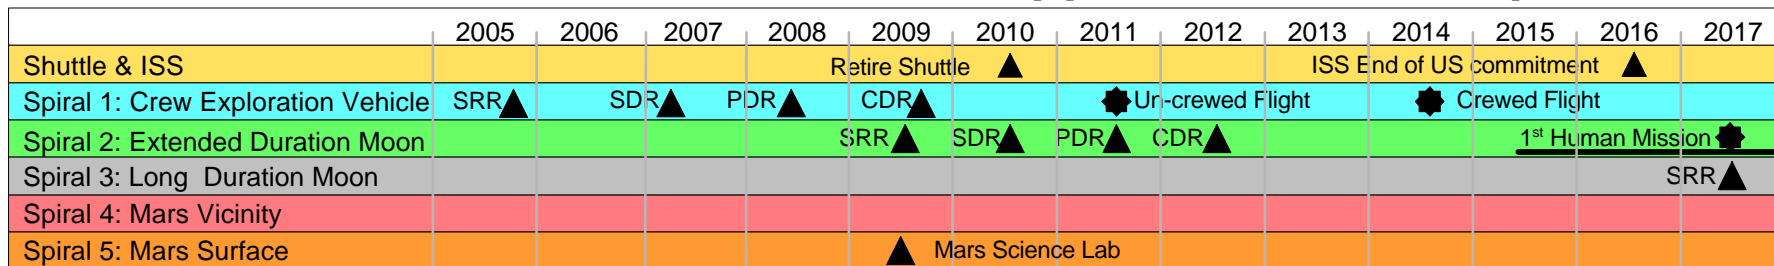 2005 2006 2007 2008 2009 2010 2011 2012 2013 2014 2015 2016 2017
Shuttle & ISS Retire Shuttle ISS End of US commitment
Spiral 1: Crew Exploration Vehicle SRR SDR PDR CDR Un-crewed Flight Crewed Flight
Spiral 2: Extended Duration Moon SRR SDR PDR CDR 1st Human Mission
Spiral 3: Long Duration Moon SRR
Spiral 4: Mars Vicinity
Spiral 5: Mars Surface Mars Science Lab